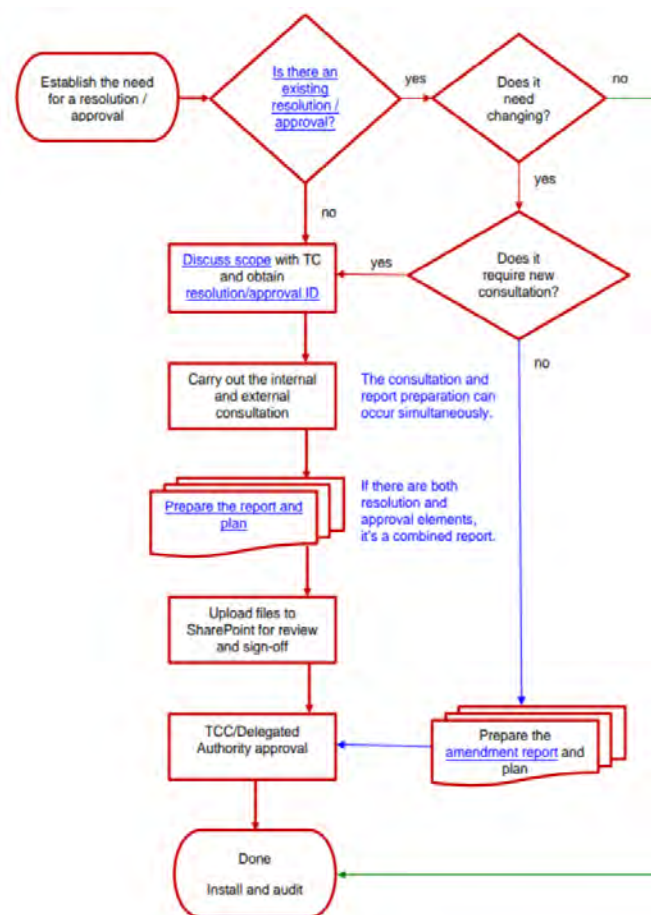 Establish the need
for a resolution /
approval
Is there an
existing
resolution /
approval?
yes
Does it
need
changing?
no
yes
no
Discuss scope with TC
and obtain
resolution/approval ID
yes
Does it
require new
consultation?
no
Carry out the internal
and external
consultation
The consultation and
report preparation can
occur simultaneously.
Prepare the report and
plan
If there are both
resolution and
approval elements,
it's a combined report.
Upload files to
SharePoint for review
and sign-off
TCC/Delegated
Authority approval
Prepare the
amendment report and
plan
Done
Install and audit